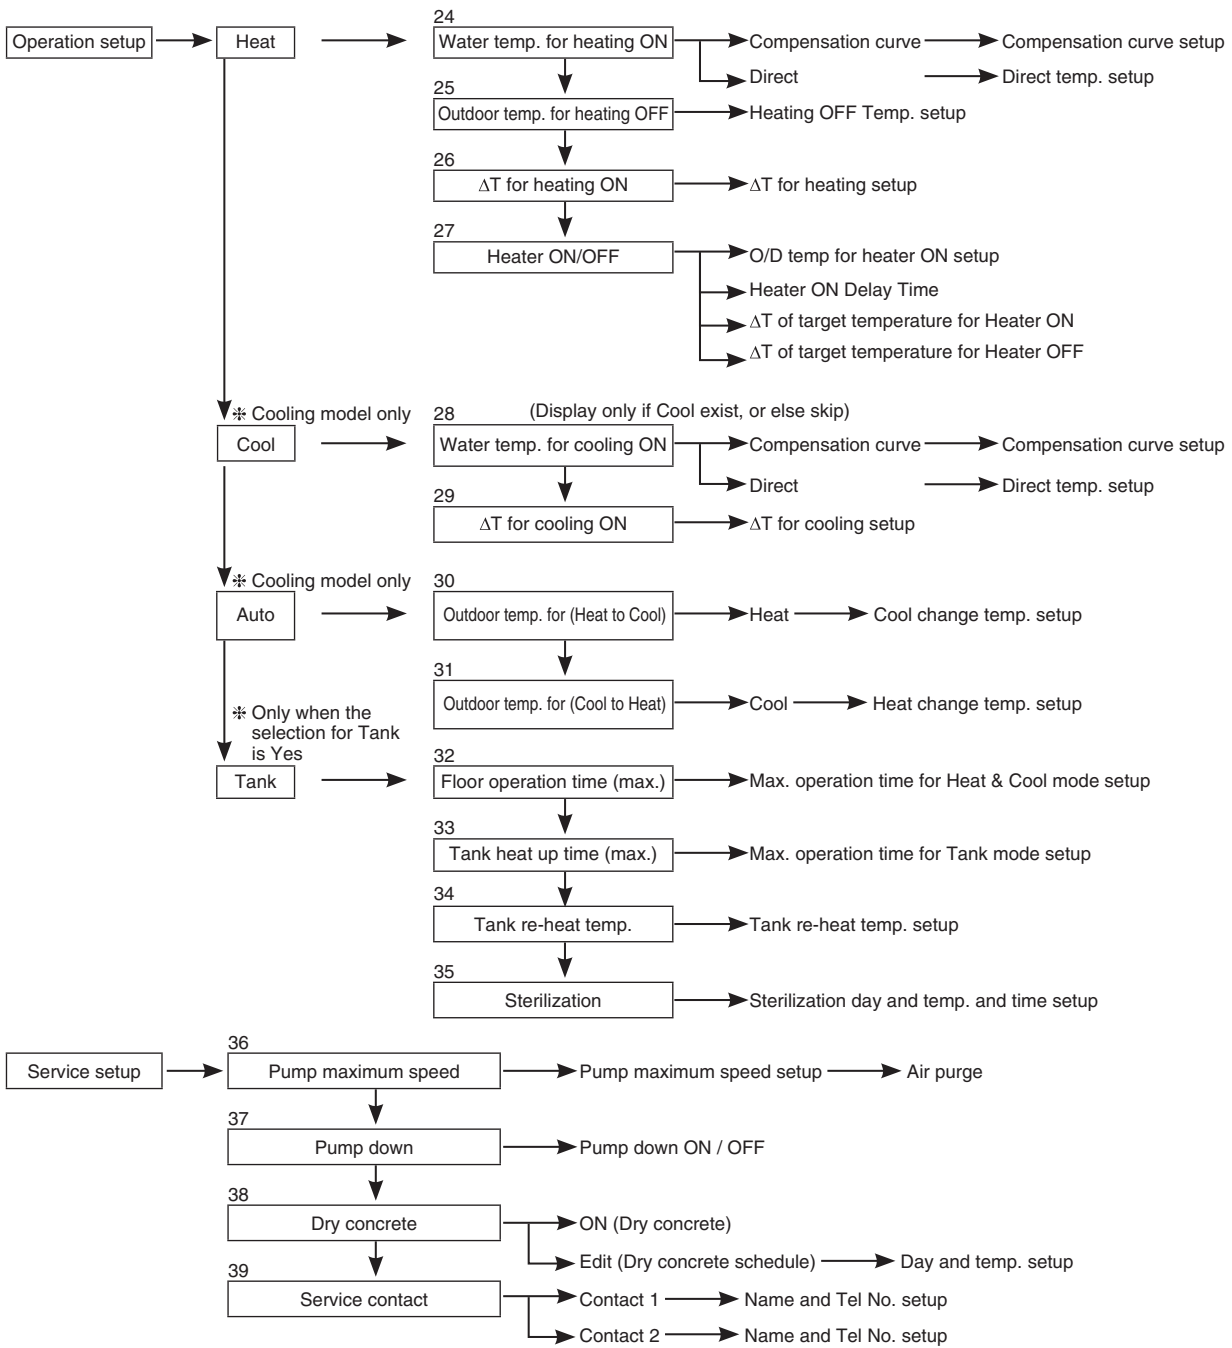 24
Operation setup
Heat
Water temp. for heating ON
Compensation curve
Compensation curve setup
Direct
Direct temp. setup
25
Outdoor temp. for heating OFF
Heating OFF Temp. setup
26
ΔT for heating ON
ΔT for heating setup
27
Heater ON/OFF
O/D temp for heater ON setup
Heater ON Delay Time
ΔT of target temperature for Heater ON
ΔT of target temperature for Heater OFF
❈ Cooling model only
28
(Display only if Cool exist, or else skip)
Cool
Water temp. for cooling ON
Compensation curve
Compensation curve setup
Direct
Direct temp. setup
29
ΔT for cooling ON
ΔT for cooling setup
❈ Cooling model only
30
Auto
Outdoor temp. for (Heat to Cool)
Heat
Cool change temp. setup
31
Outdoor temp. for (Cool to Heat)
Cool
Heat change temp. setup
❈ Only when the
selection for Tank
is Yes
32
Tank
Floor operation time (max.)
Max. operation time for Heat & Cool mode setup
33
Tank heat up time (max.)
Max. operation time for Tank mode setup
34
Tank re-heat temp.
Tank re-heat temp. setup
35
Sterilization
Sterilization day and temp. and time setup
36
Service setup
Pump maximum speed
Pump maximum speed setup
Air purge
37
Pump down
Pump down ON / OFF
38
Dry concrete
ON (Dry concrete)
Edit (Dry concrete schedule)
Day and temp. setup
39
Service contact
Contact 1
Name and Tel No. setup
Contact 2
Name and Tel No. setup